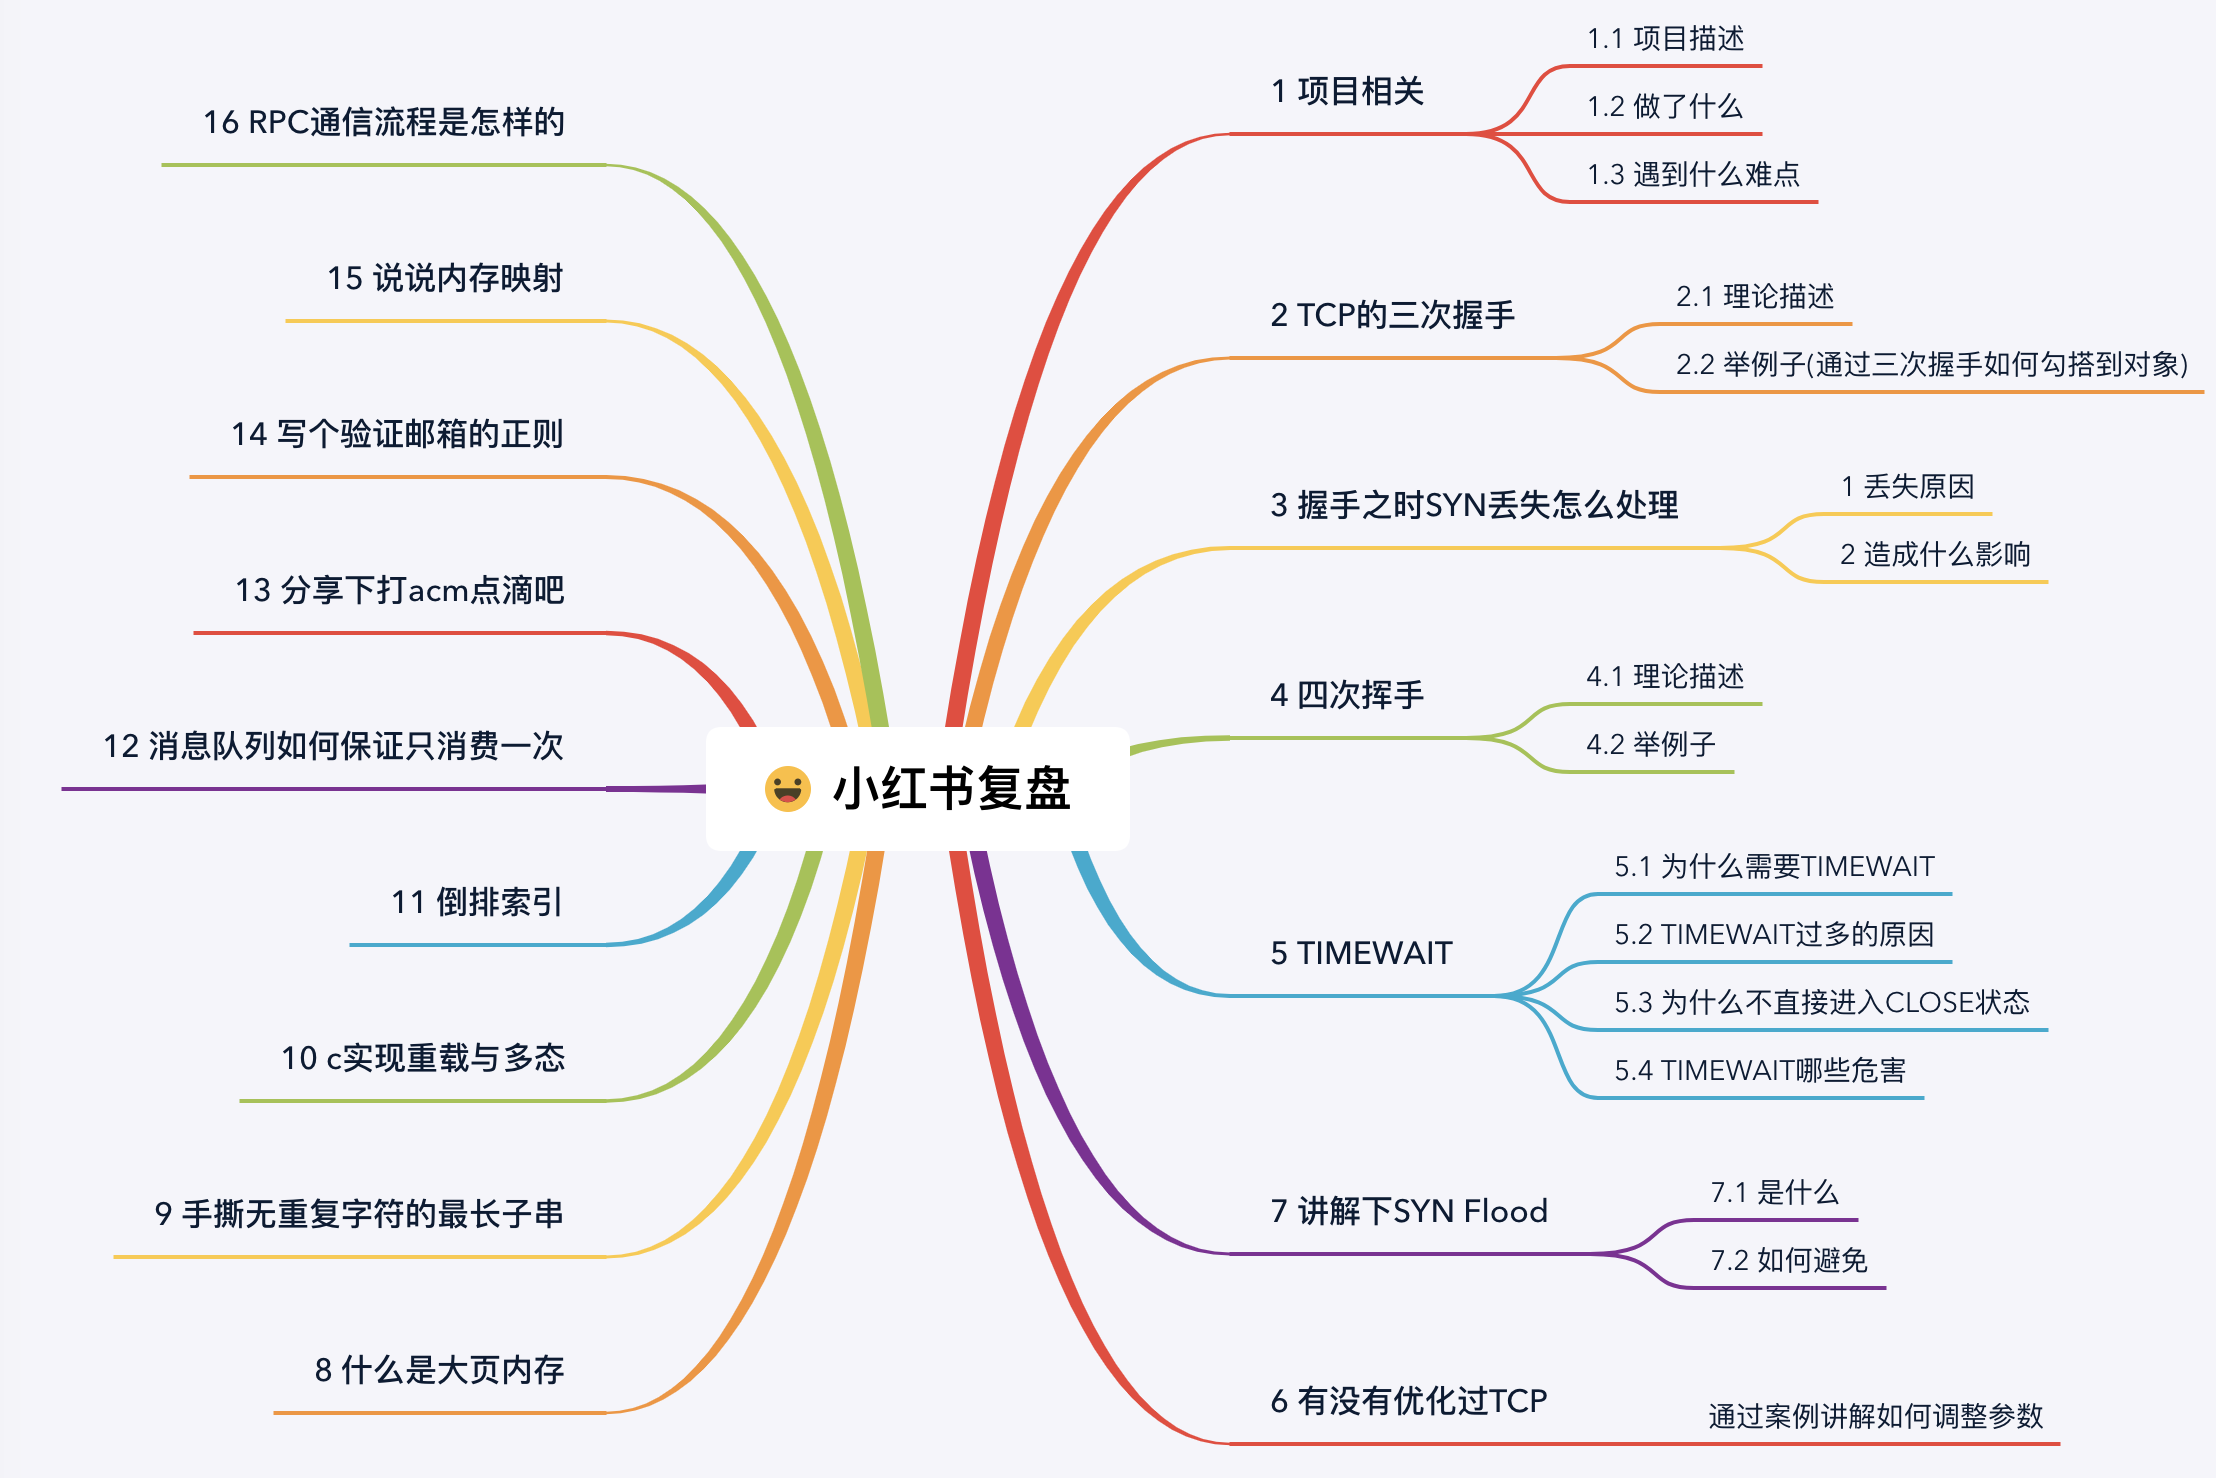 小红书复盘
1 项目相关
1.1 项目描述
1.2 做了什么
1.3 遇到什么难点
2 TCP的三次握手
2.1 理论描述
2.2 举例子(通过三次握手如何勾搭到对象)
3 握手之时SYN丢失怎么处理
1 丢失原因
2 造成什么影响
4 四次挥手
4.1 理论描述
4.2 举例子
5 TIMEWAIT
5.1 为什么需要TIMEWAIT
5.2 TIMEWAIT过多的原因
5.3 为什么不直接进入CLOSE状态
5.4 TIMEWAIT哪些危害
7 讲解下SYN Flood
7.1 是什么
7.2 如何避免
6 有没有优化过TCP
通过案例讲解如何调整参数
16 RPC通信流程是怎样的
15 说说内存映射
14 写个验证邮箱的正则
13 分享下打acm点滴吧
12 消息队列如何保证只消费一次
11 倒排索引
10 c实现重载与多态
9 手撕无重复字符的最长子串
8 什么是大页内存